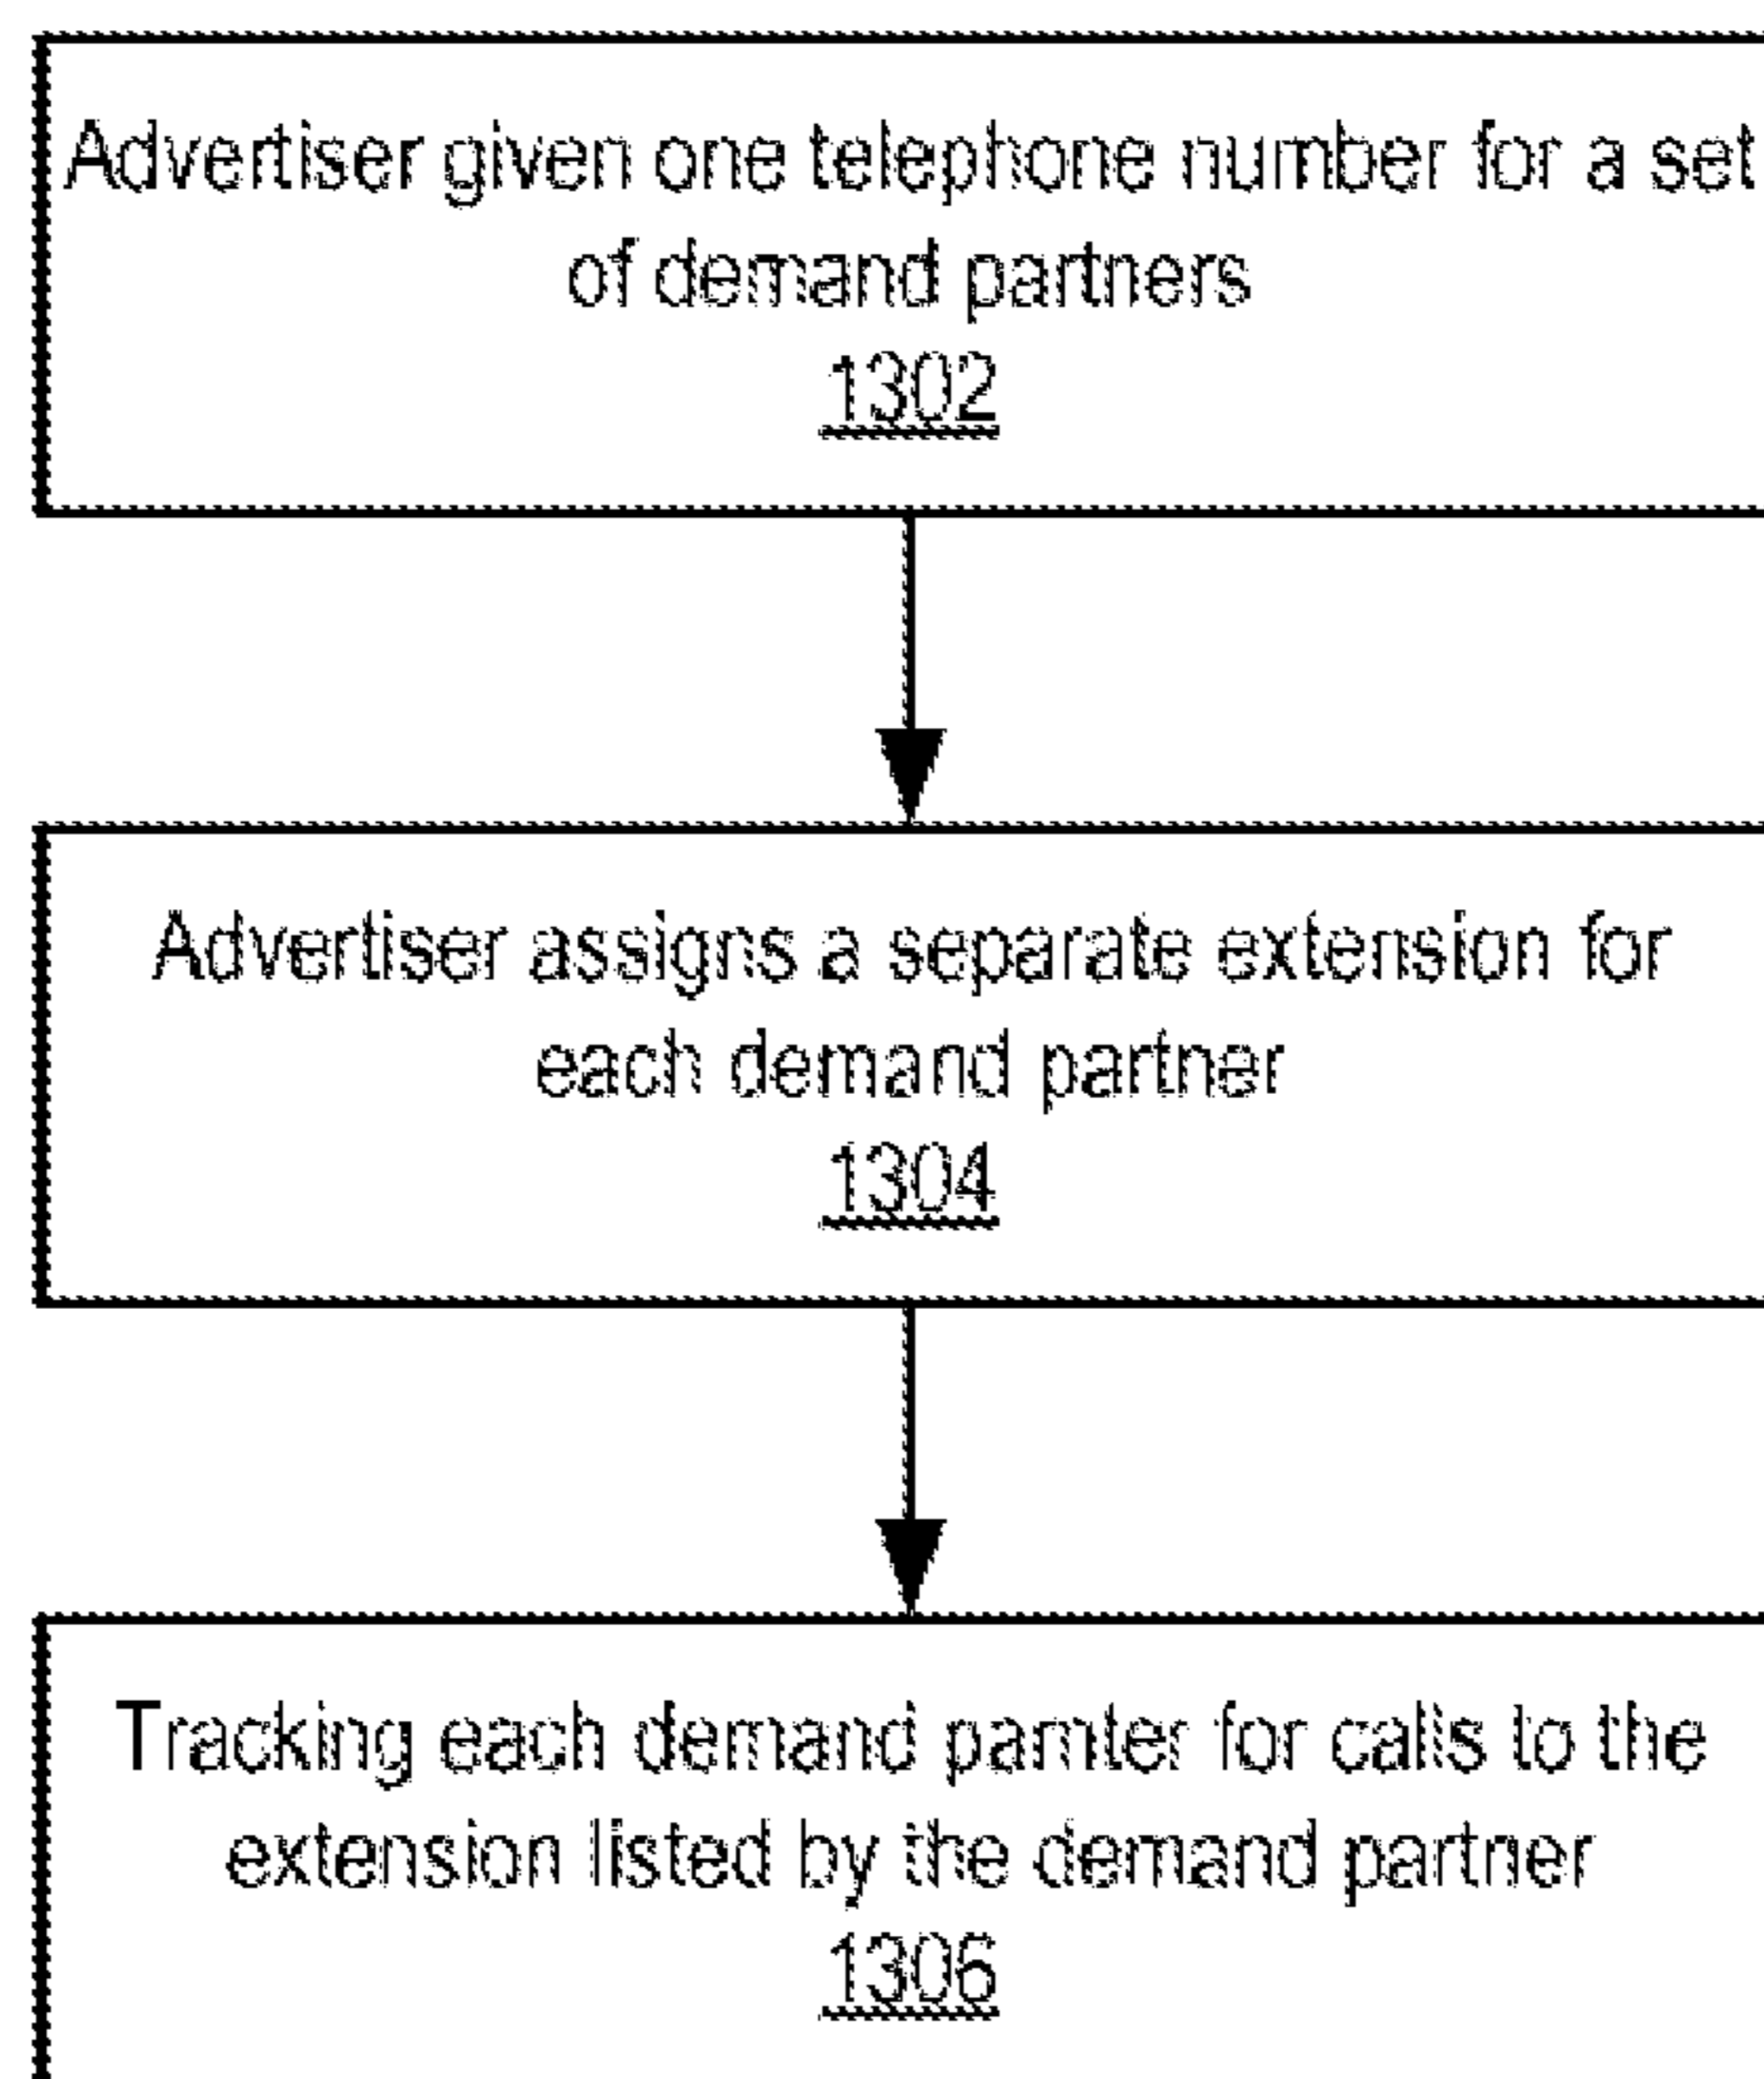 Advertiser given one telephone number for a set
of demand partners
1302
Advertiser assigns a separate extension for
each demand partner
1304
Tracking each demand parnter for calls to the
extension listed by the demand partner
1306